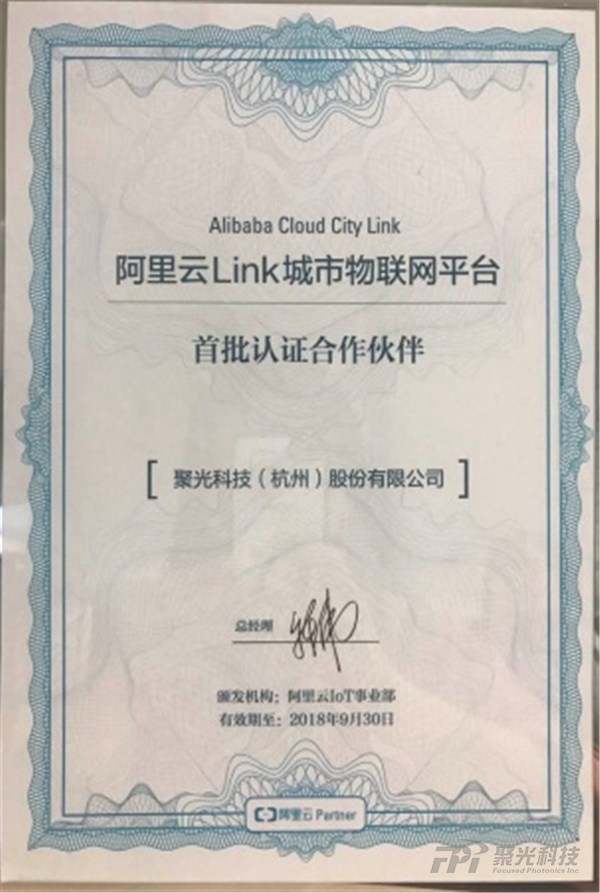 Alibaba Cloud City Link
阿里云Link城市物联网平台
首批认证合作伙伴
[ 聚光科技（杭州）股份有限公司 ]
总经理
颁发机构：阿里云IoT事业部
有效期至：2018年9月30日
阿里云 Partner
FPI 聚光科技
Focused Photonics Inc